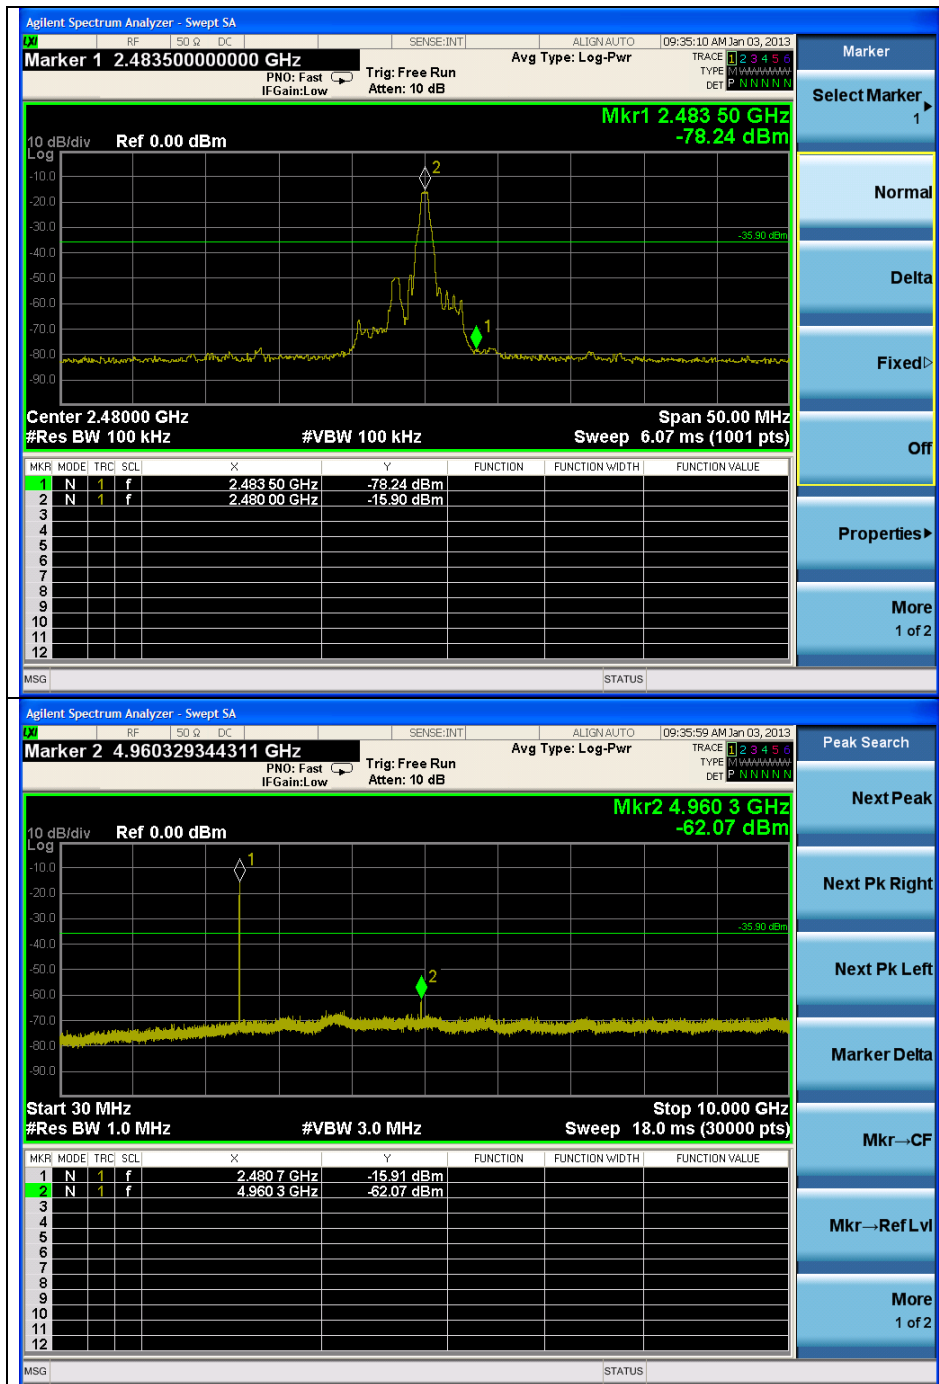 Agilent Spectrum Analyzer - Swept SA
LXI RF 50 Ω DC SENSE:INT ALIGN AUTO 09:35:10 AM Jan 03, 2013
Marker 1 2.483500000000 GHz
Avg Type: Log-Pwr
TRACE 1 2 3 4 5 6
PNO: Fast
Trig: Free Run
TYPE M WWWWW
IFGain:Low
Atten: 10 dB
DET P N N N N N
Mkr1 2.483 50 GHz
-78.24 dBm
10 dB/div Ref 0.00 dBm
Log
2
-10.0
-20.0
-30.0
-35.90 dBm
-40.0
-50.0
-60.0
-70.0
1
-80.0
-90.0
Center 2.48000 GHz Span 50.00 MHz
#Res BW 100 kHz #VBW 100 kHz Sweep 6.07 ms (1001 pts)
MKR MODE TRC SCL X Y FUNCTION FUNCTION WIDTH FUNCTION VALUE
1 N 1 f 2.483 50 GHz -78.24 dBm
2 N 1 f 2.480 00 GHz -15.90 dBm
3
4
5
6
7
8
9
10
11
12
MSG STATUS
Marker
Select Marker
1
Normal
Delta
Fixed
Off
Properties
More
1 of 2
Agilent Spectrum Analyzer - Swept SA
LXI RF 50 Ω DC SENSE:INT ALIGN AUTO 09:35:59 AM Jan 03, 2013
Marker 2 4.960329344311 GHz
Avg Type: Log-Pwr
TRACE 1 2 3 4 5 6
PNO: Fast
Trig: Free Run
TYPE M WWWWW
IFGain:Low
Atten: 10 dB
DET P N N N N N
Mkr2 4.960 3 GHz
-62.07 dBm
10 dB/div Ref 0.00 dBm
Log
1
-10.0
-20.0
-30.0
-35.90 dBm
-40.0
-50.0
2
-60.0
-70.0
-80.0
-90.0
Start 30 MHz Stop 10.000 GHz
#Res BW 1.0 MHz #VBW 3.0 MHz Sweep 18.0 ms (30000 pts)
MKR MODE TRC SCL X Y FUNCTION FUNCTION WIDTH FUNCTION VALUE
1 N 1 f 2.480 7 GHz -15.91 dBm
2 N 1 f 4.960 3 GHz -62.07 dBm
3
4
5
6
7
8
9
10
11
12
MSG STATUS
Peak Search
Next Peak
Next Pk Right
Next Pk Left
Marker Delta
Mkr→CF
Mkr→Ref Lvl
More
1 of 2